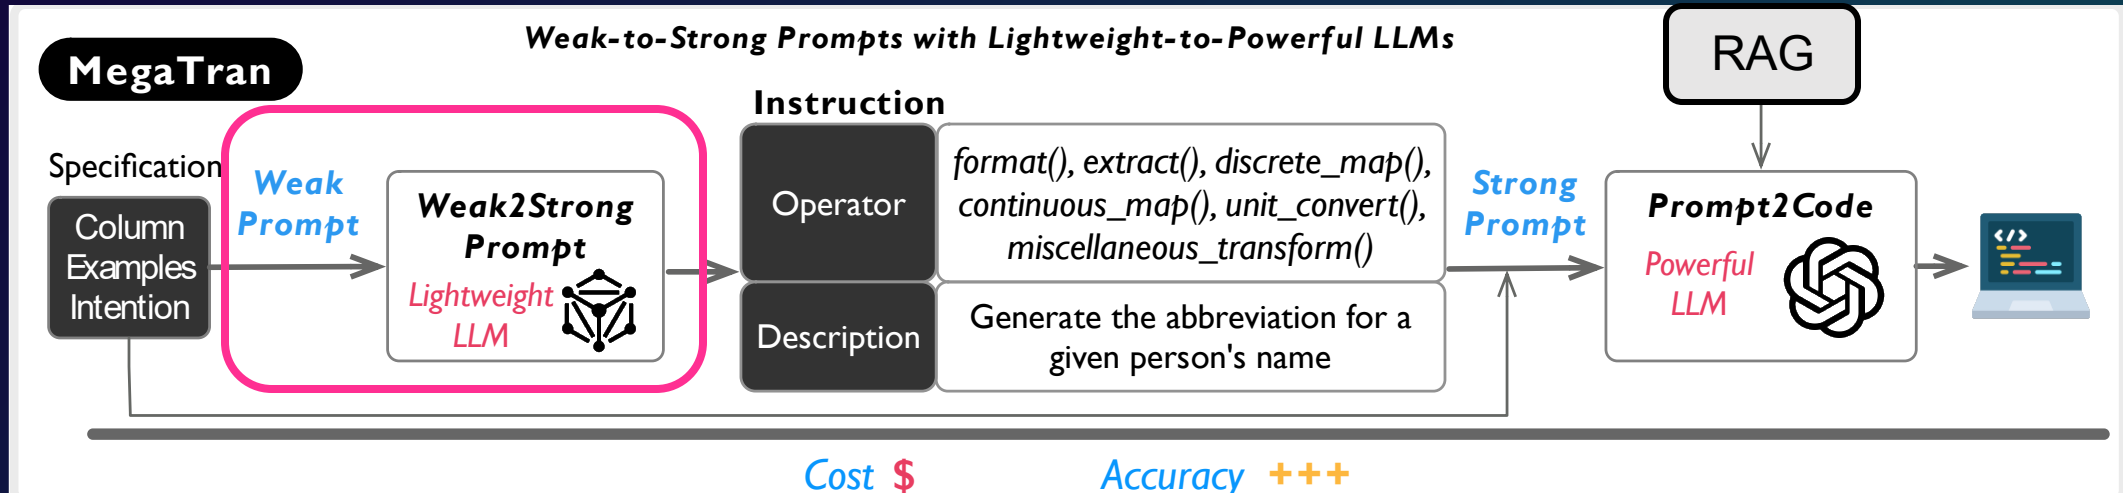 Weak-to-Strong Prompts with Lightweight-to-Powerful LLMs
MegaTran
RAG
Specification
Column
Examples
Intention
Weak
Prompt
Weak2Strong
Prompt
Lightweight
LLM
Instruction
Operator
format(), extract(), discrete_map(),
continuous_map(), unit_convert(),
miscellaneous_transform()
Description
Generate the abbreviation for a
given person's name
Strong
Prompt
Prompt2Code
Powerful
LLM
</>
Cost $
Accuracy +++